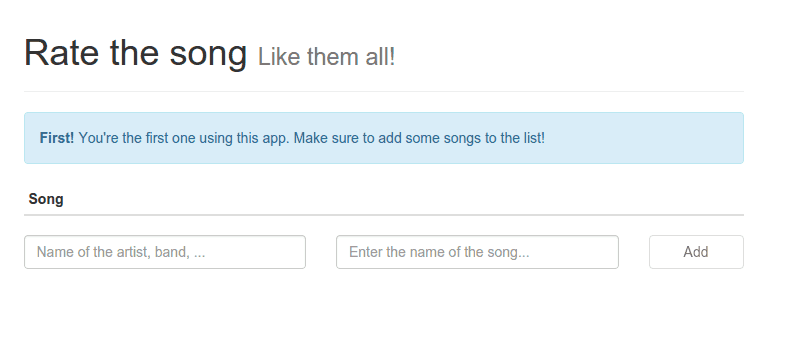 Rate the song Like them all!
First! You're the first one using this app. Make sure to add some songs to the list!
Song
Name of the artist, band, ... Enter the name of the song... Add